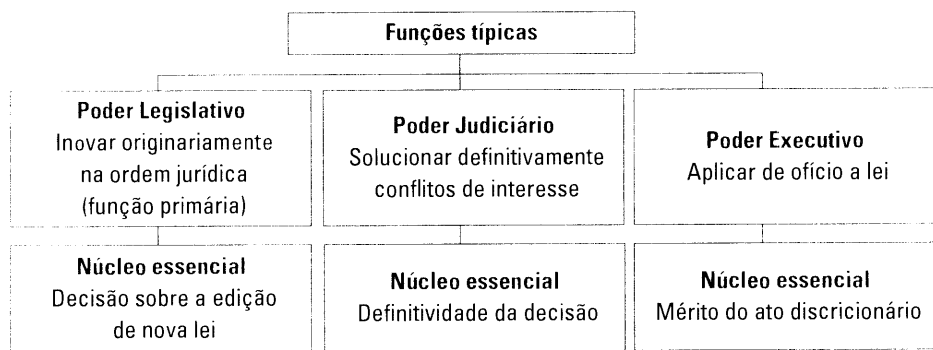 Funções típicas
Poder Legislativo
Inovar originariamente
na ordem jurídica
(função primária)
Poder Judiciário
Solucionar definitivamente
conflitos de interesse
Poder Executivo
Aplicar de ofício a lei
Núcleo essencial
Decisão sobre a edição
de nova lei
Núcleo essencial
Definitividade da decisão
Núcleo essencial
Mérito do ato discricionário